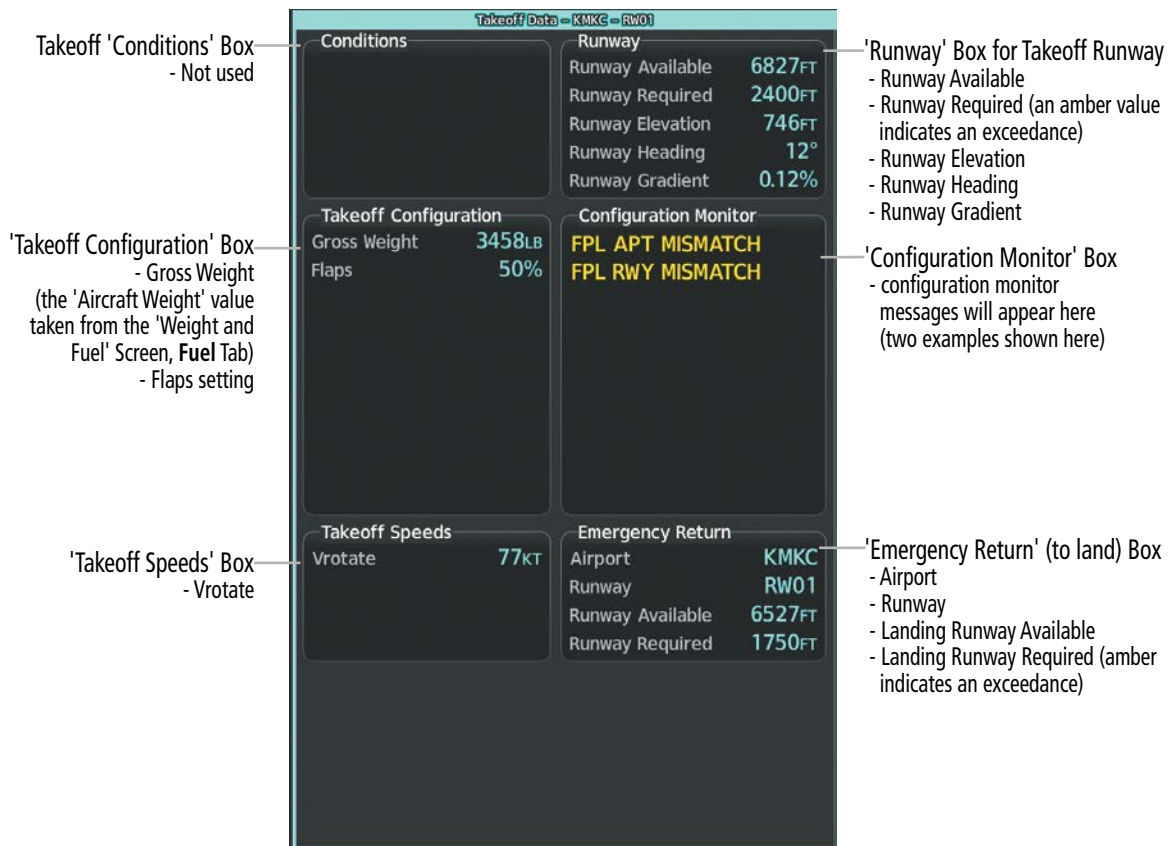 Takeoff Data – KMKC – RW01
Takeoff 'Conditions' Box
- Not used
Conditions
Runway
Runway Available 6827FT
Runway Required 2400FT
Runway Elevation 746FT
Runway Heading 12°
Runway Gradient 0.12%
'Runway' Box for Takeoff Runway
- Runway Available
- Runway Required (an amber value
indicates an exceedance)
- Runway Elevation
- Runway Heading
- Runway Gradient
'Takeoff Configuration' Box
- Gross Weight
(the 'Aircraft Weight' value
taken from the 'Weight and
Fuel' Screen, Fuel Tab)
- Flaps setting
Takeoff Configuration
Gross Weight 3458LB
Flaps 50%
Configuration Monitor
FPL APT MISMATCH
FPL RWY MISMATCH
'Configuration Monitor' Box
- configuration monitor
messages will appear here
(two examples shown here)
'Takeoff Speeds' Box
- Vrotate
Takeoff Speeds
Vrotate 77KT
Emergency Return
Airport KMKC
Runway RW01
Runway Available 6527FT
Runway Required 1750FT
'Emergency Return' (to land) Box
- Airport
- Runway
- Landing Runway Available
- Landing Runway Required (amber
indicates an exceedance)